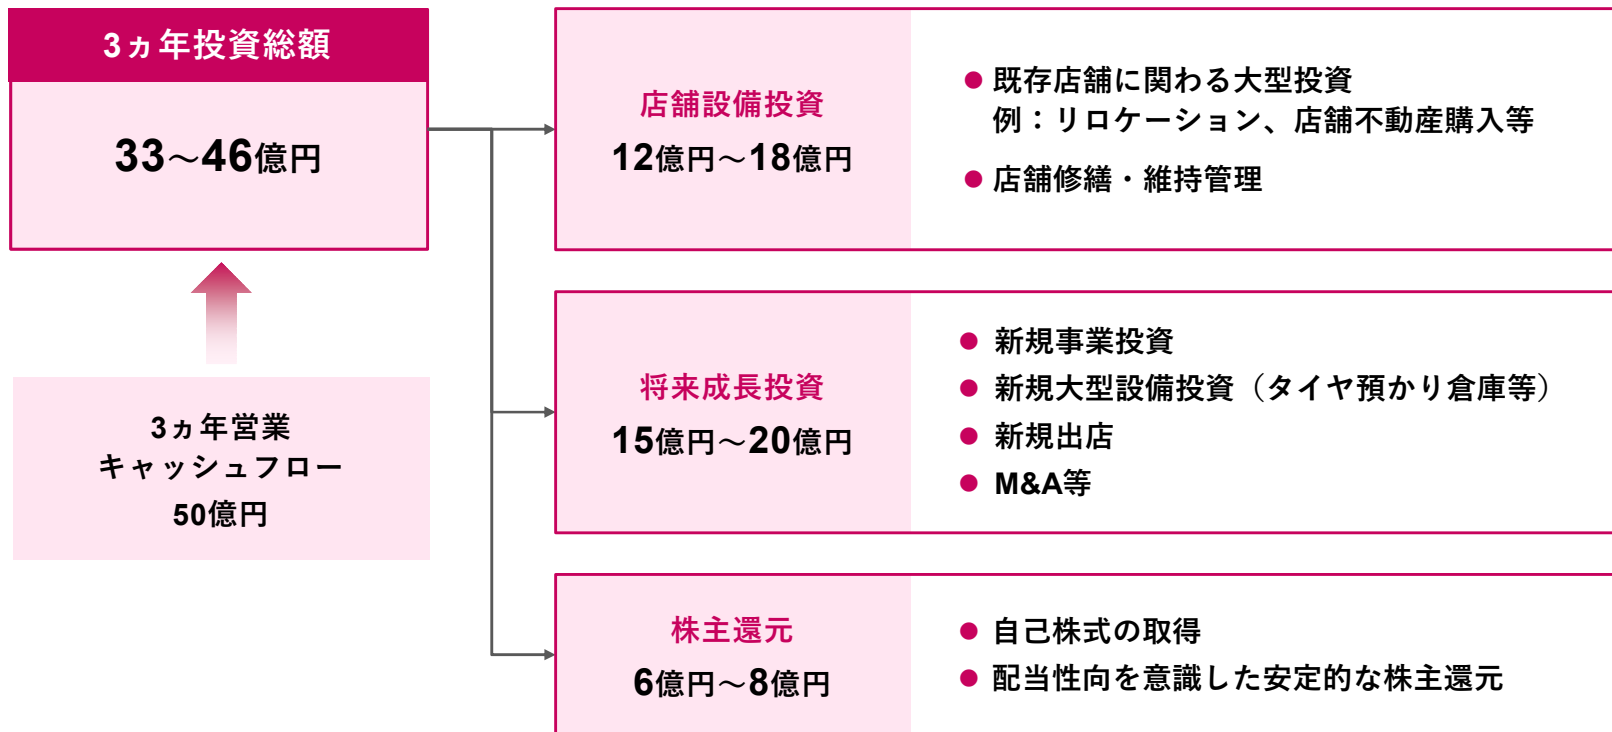 3ヵ年投資総額
33～46億円
3ヵ年営業
キャッシュフロー
50億円
店舗設備投資
12億円～18億円
● 既存店舗に関わる大型投資
例：リロケーション、店舗不動産購入等
● 店舗修繕・維持管理
将来成長投資
15億円～20億円
● 新規事業投資
● 新規大型設備投資（タイヤ預かり倉庫等）
● 新規出店
● M&A等
株主還元
6億円～8億円
● 自己株式の取得
● 配当性向を意識した安定的な株主還元